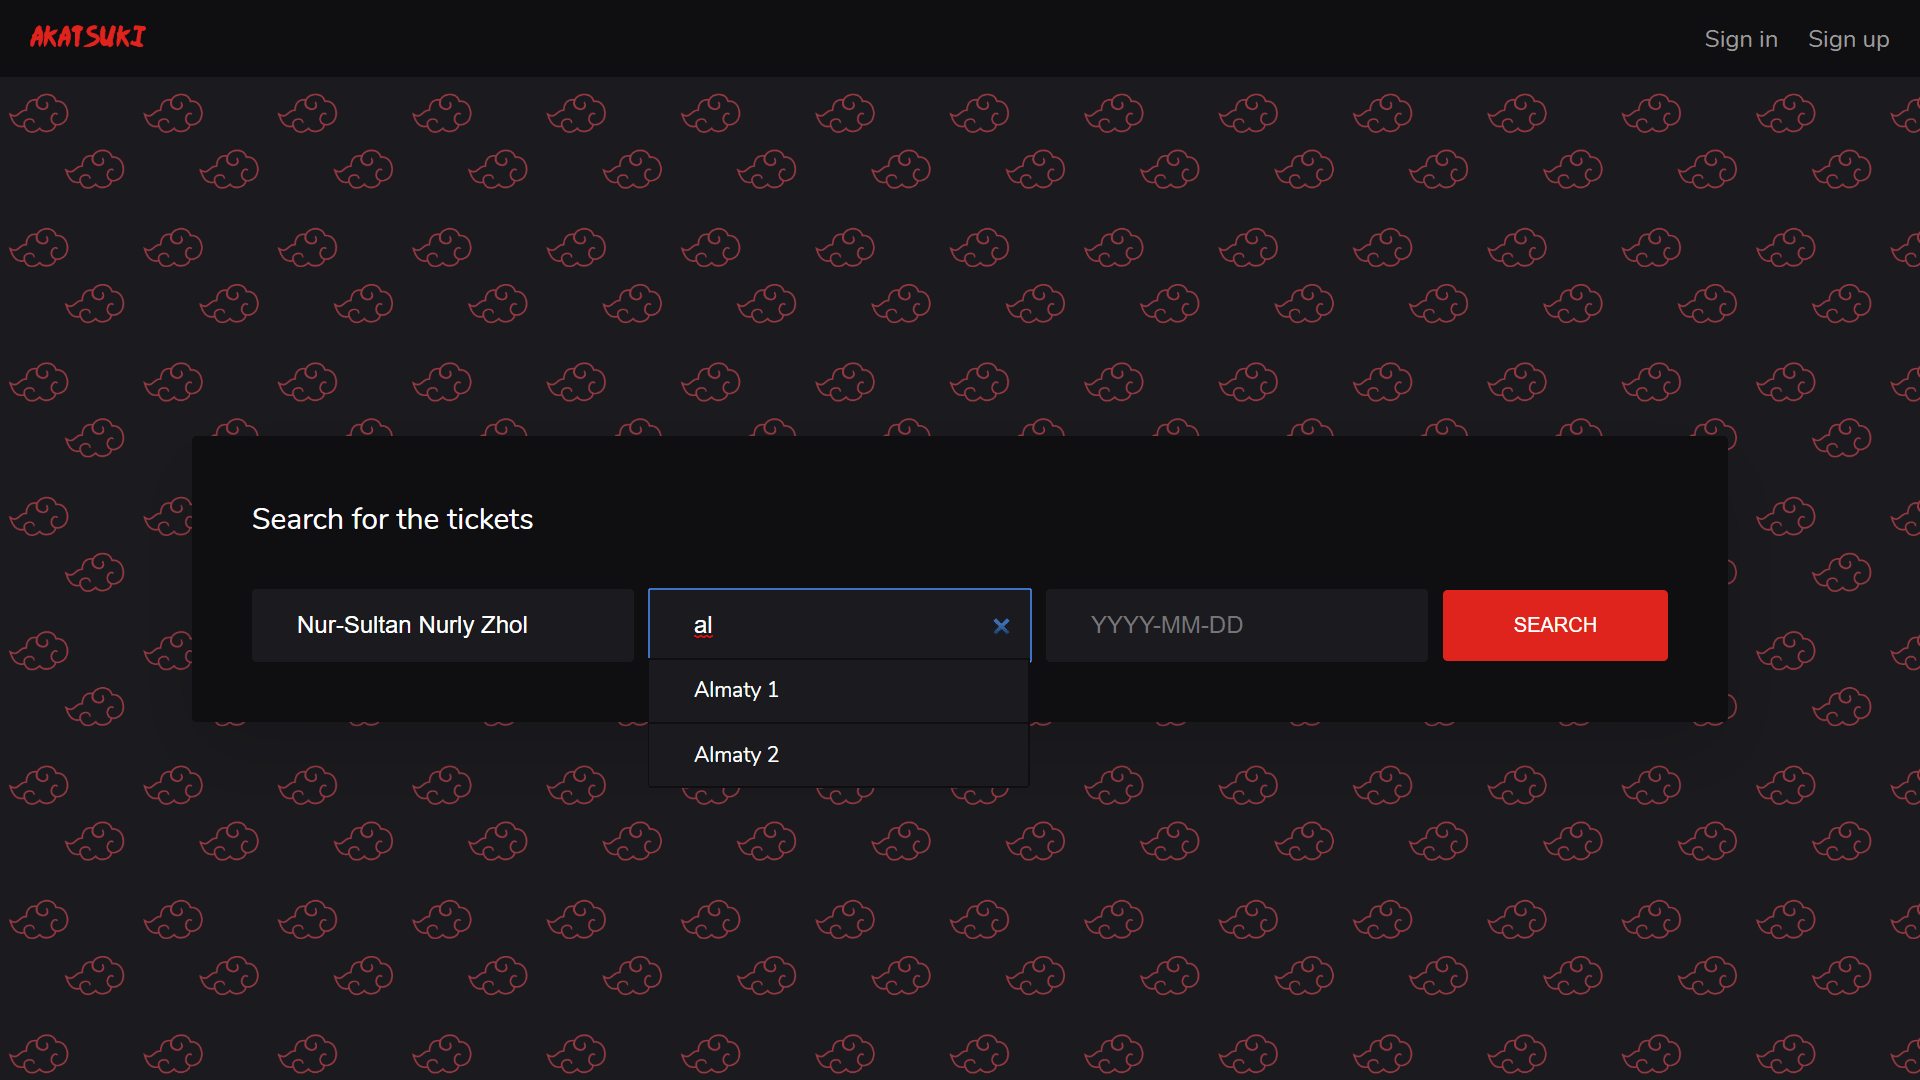 AKATSUKI
Sign in
Sign up
Search for the tickets
Nur-Sultan Nurly Zhol
al
YYYY-MM-DD
SEARCH
Almaty 1
Almaty 2